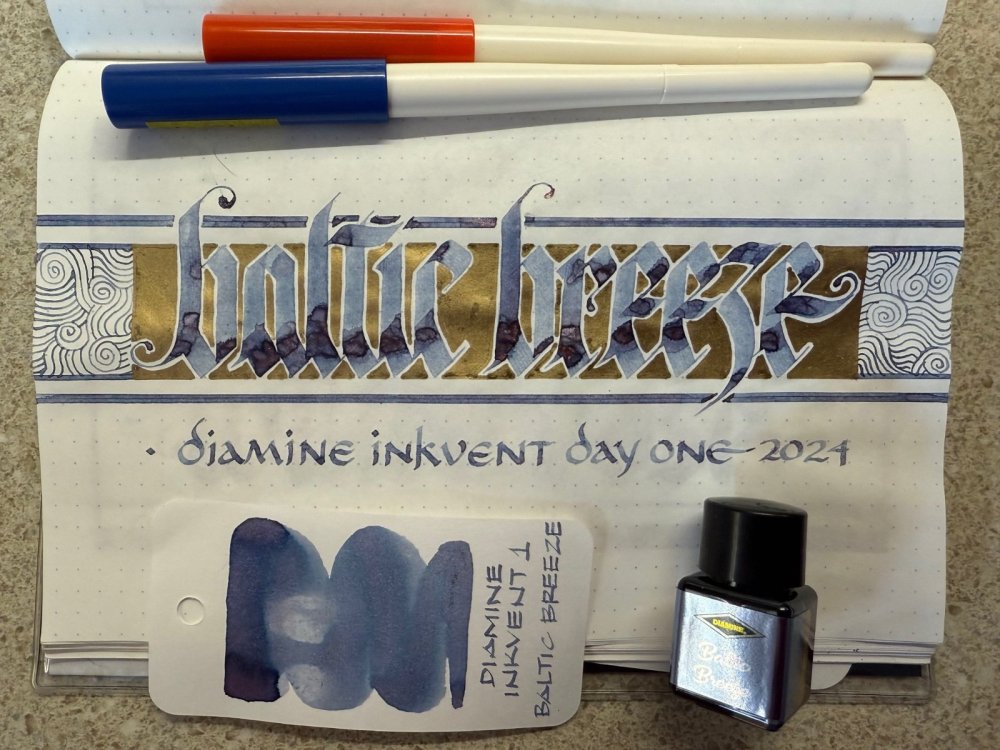 baltic breeze
· diamine inkvent day one 2024
DIAMINE
INKVENT 1
BALTIC BREEZE
DIAMINE
Baltic
Breeze